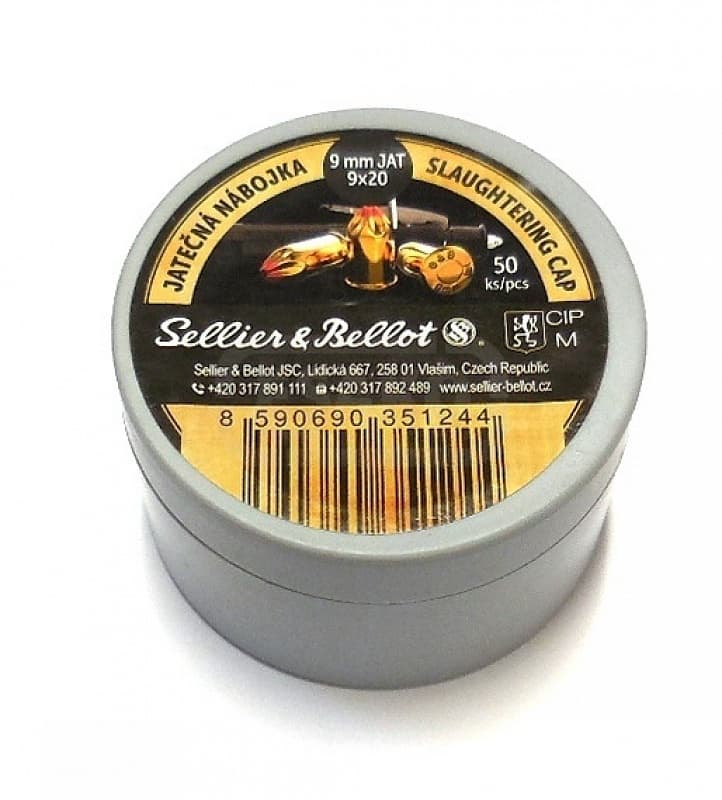 9 mm JAT
9x20
JATEČNÁ NÁBOJKA
SLAUGHTERING CAP
50
ks/pcs
Sellier & Bellot S&B ®
CIP
M
Sellier & Bellot JSC, Lidická 667, 258 01 Vlašim, Czech Republic
+420 317 891 111 +420 317 892 489 www.sellier-bellot.cz
8 590690 351244